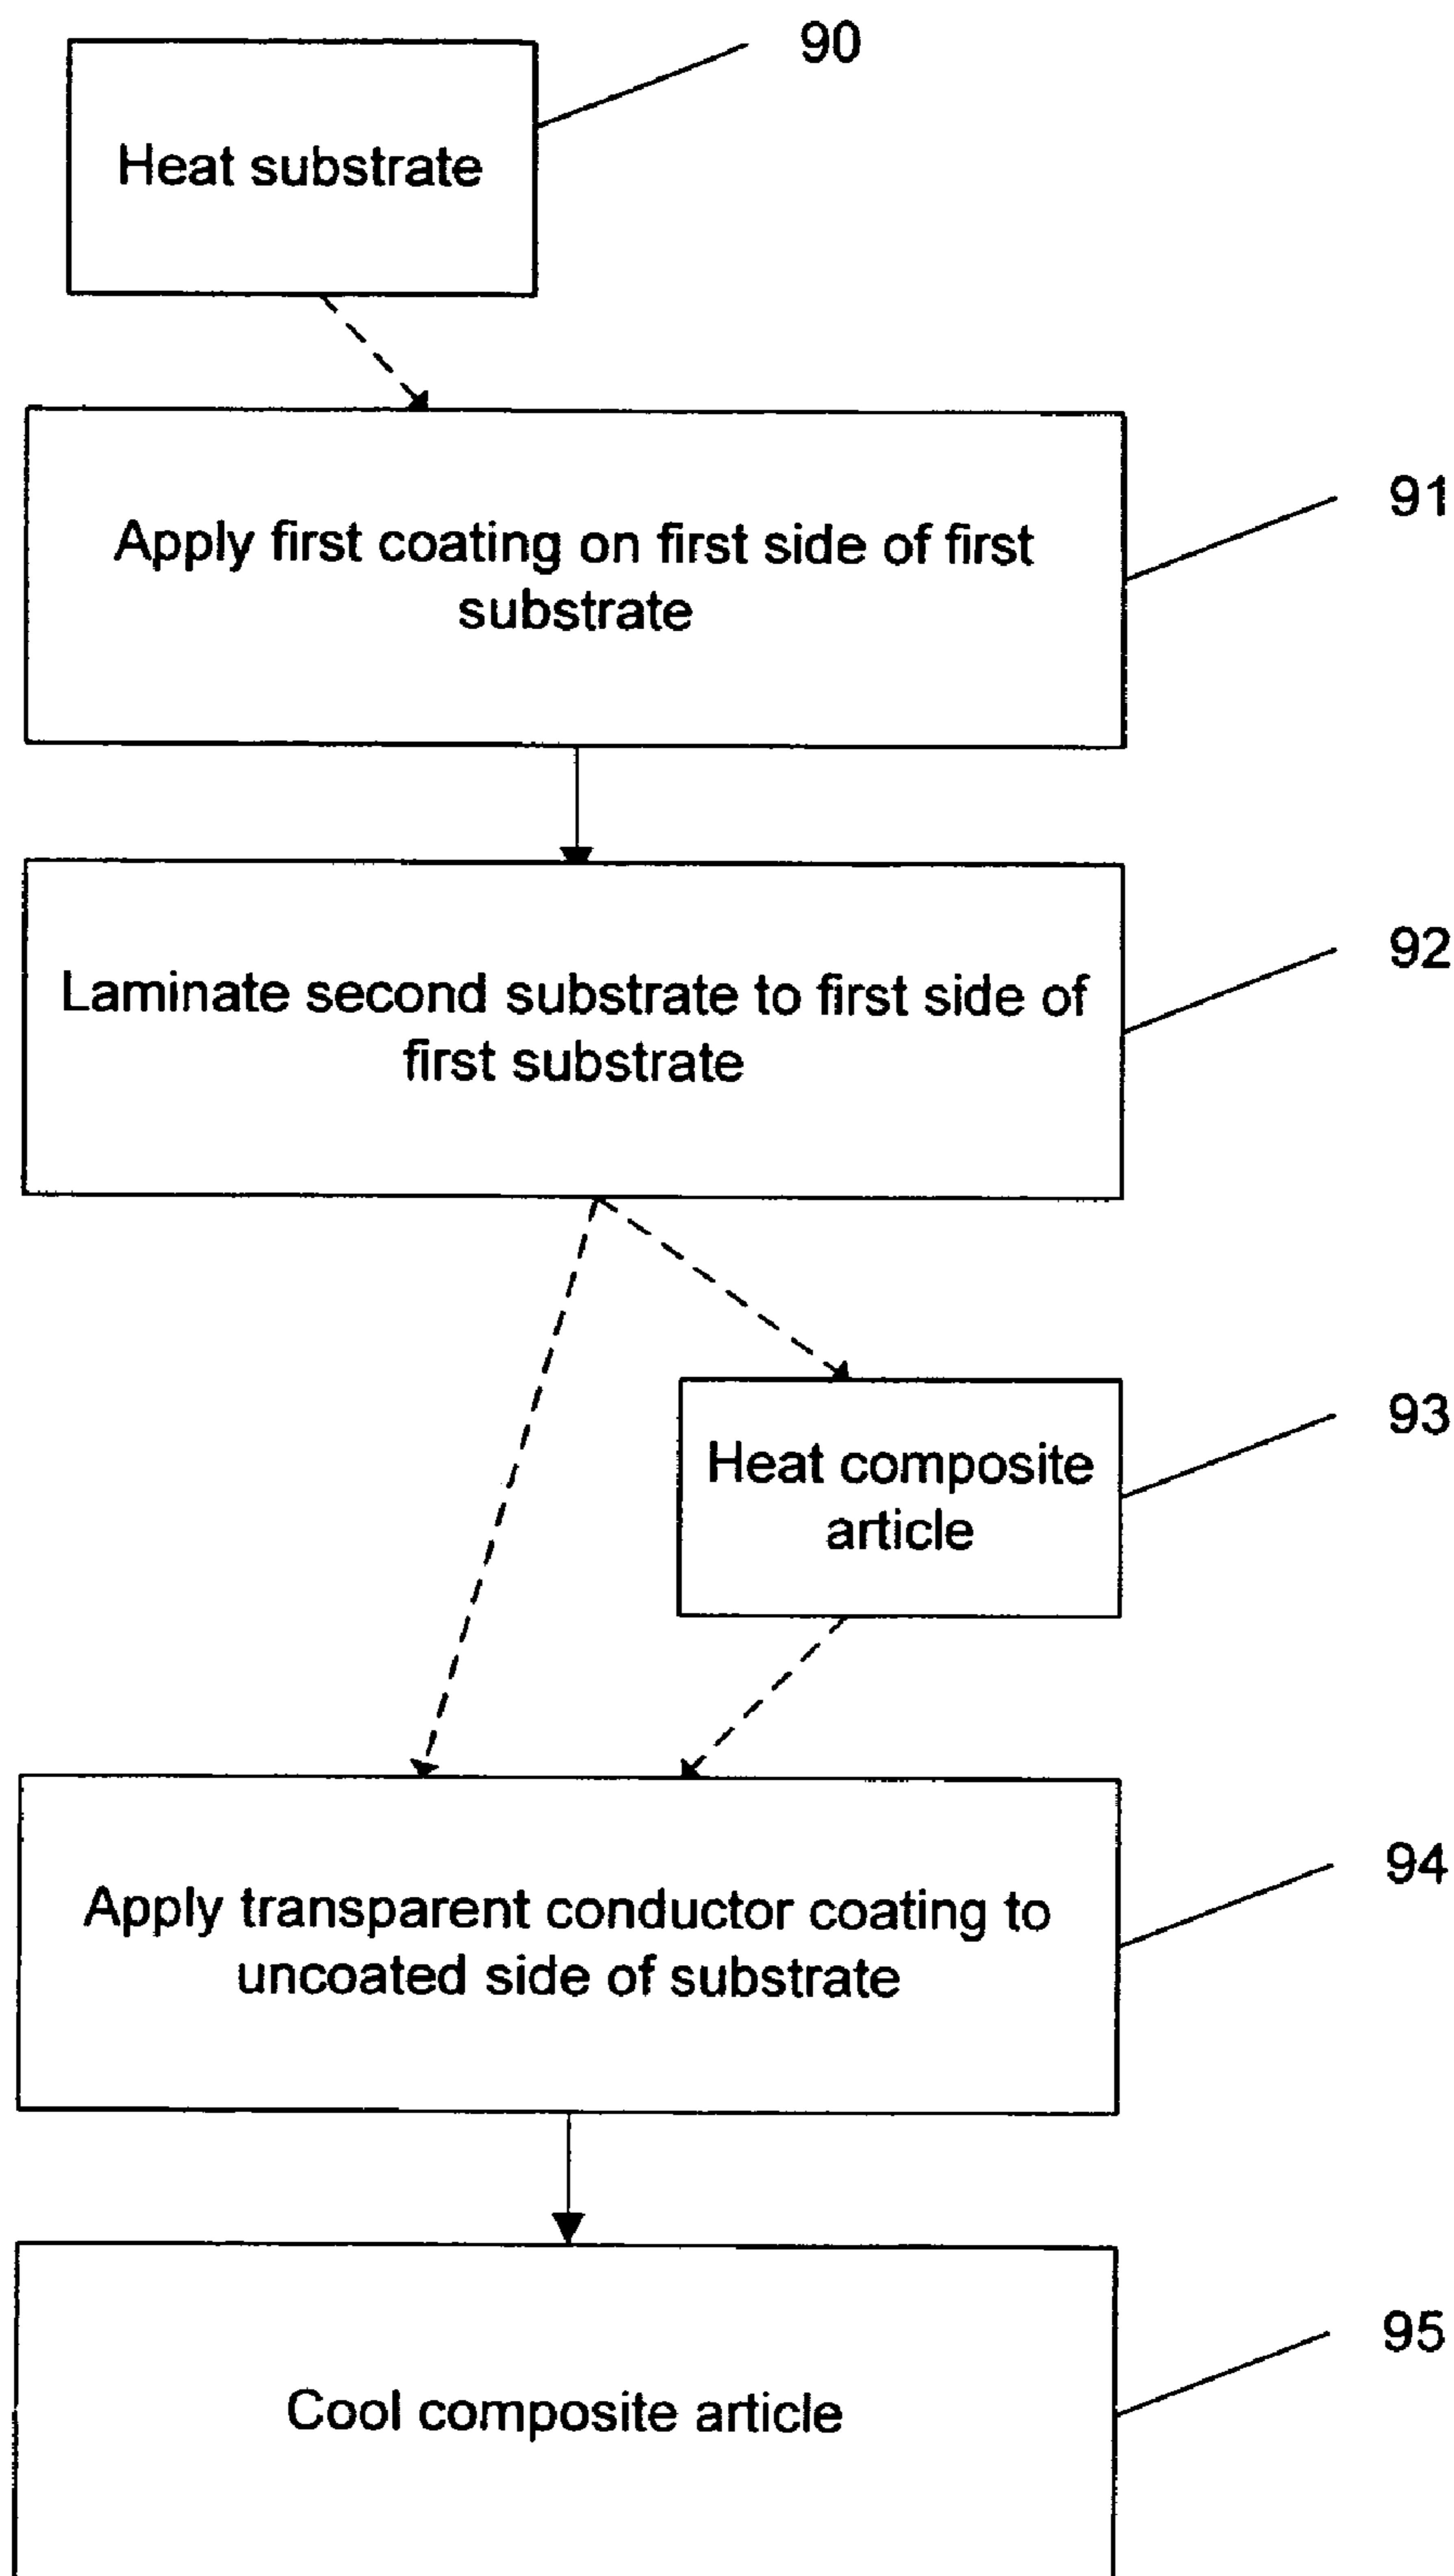 90
Heat substrate
91
Apply first coating on first side of first
substrate
92
Laminate second substrate to first side of
first substrate
93
Heat composite
article
94
Apply transparent conductor coating to
uncoated side of substrate
95
Cool composite article